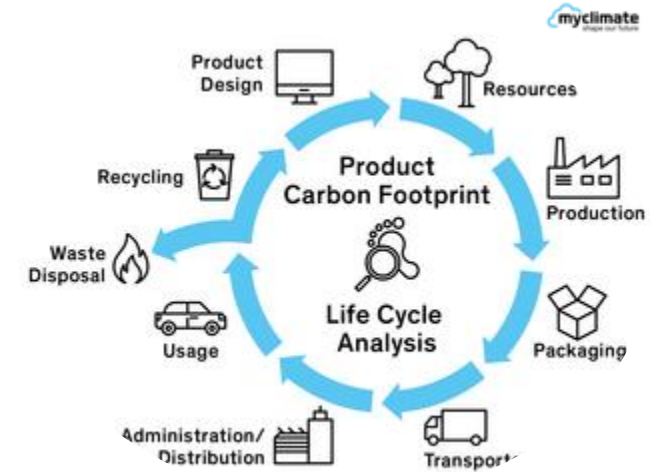 myclimate
shape our future
Product
Design
Resources
Product
Carbon Footprint
Recycling
Production
Waste
Disposal
Life Cycle
Analysis
Usage
Packaging
Administration/
Distribution
Transport